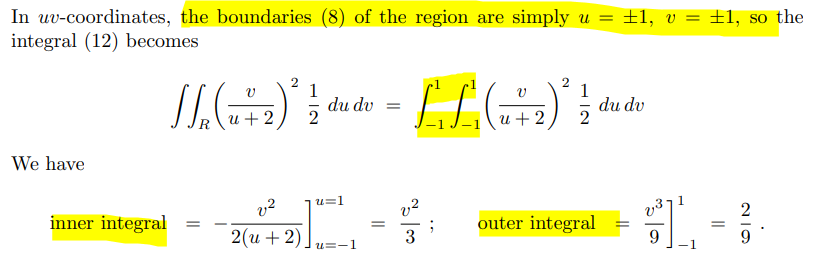 In uv-coordinates, the boundaries (8) of the region are simply u = ±1, v = ±1, so the
integral (12) becomes
∬_R (v/(u + 2))² 1/2 du dv = ∫_{−1}^{1} ∫_{−1}^{1} (v/(u + 2))² 1/2 du dv
We have
inner integral = −v²/(2(u + 2))]_{u=−1}^{u=1} = v²/3 ; outer integral = v³/9]_{−1}^{1} = 2/9 .